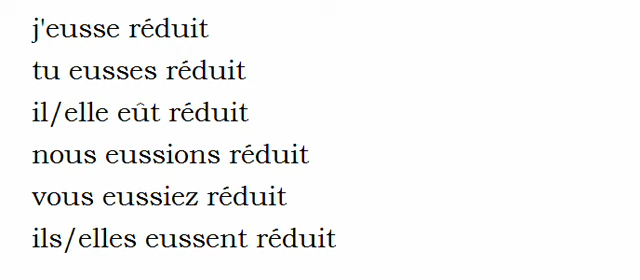 j'eusse réduit
tu eusses réduit
il/elle eût réduit
nous eussions réduit
vous eussiez réduit
ils/elles eussent réduit